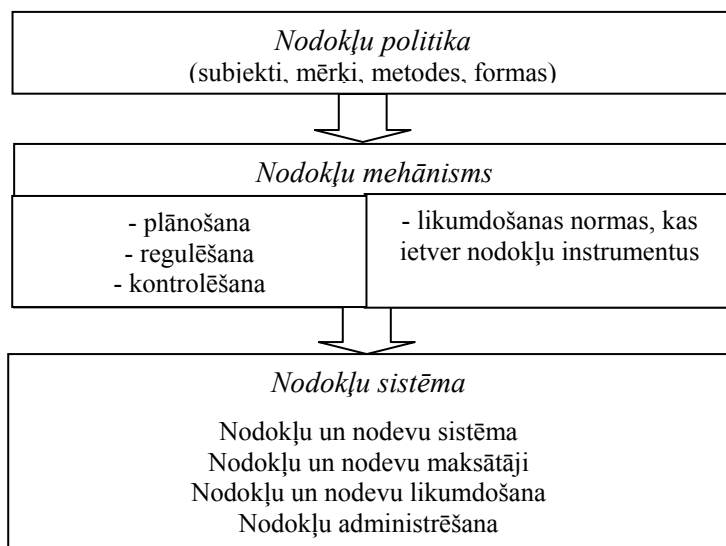 Nodokļu politika
(subjekti, mērķi, metodes, formas)
Nodokļu mehānisms
- plānošana
- regulēšana
- kontrolēšana
- likumdošanas normas, kas
ietver nodokļu instrumentus
Nodokļu sistēma
Nodokļu un nodevu sistēma
Nodokļu un nodevu maksātāji
Nodokļu un nodevu likumdošana
Nodokļu administrēšana